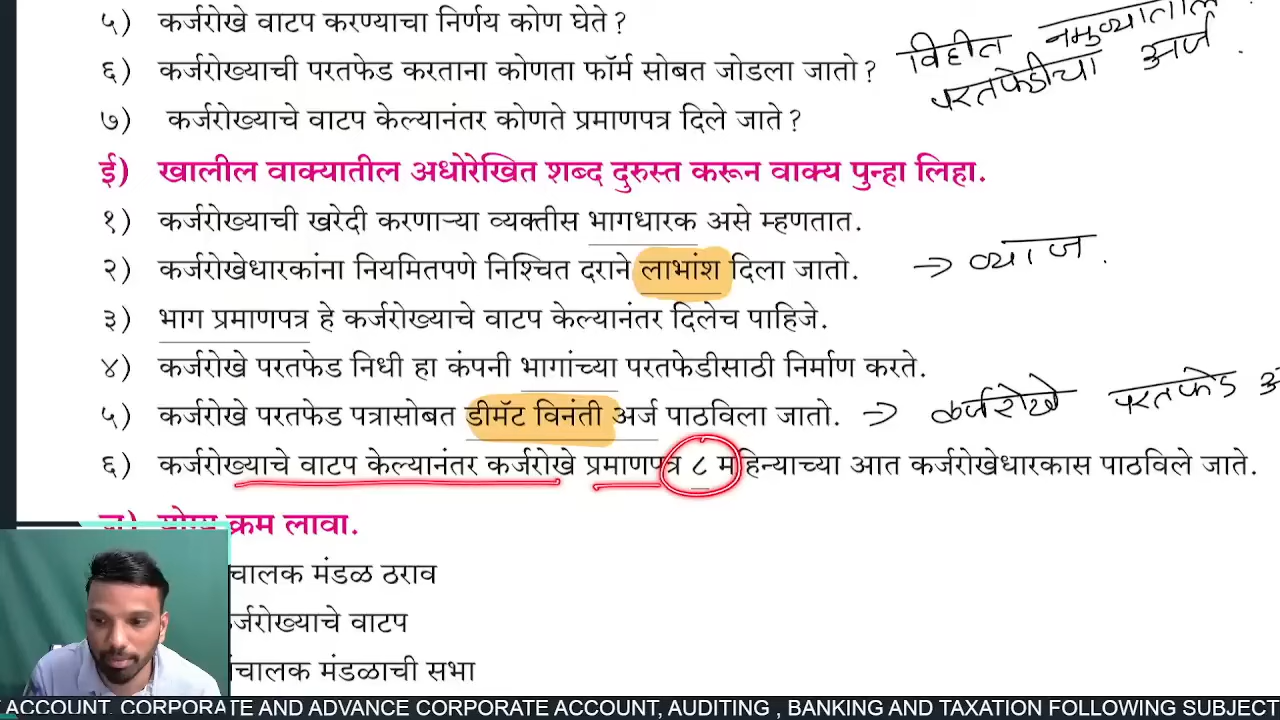 ५) कर्जरोखे वाटप करण्याचा निर्णय कोण घेते ?
६) कर्जरोख्याची परतफेड करताना कोणता फॉर्म सोबत जोडला जातो ?
विहीत नमुन्यातील
परतफेडीचा अर्ज .
७) कर्जरोख्याचे वाटप केल्यानंतर कोणते प्रमाणपत्र दिले जाते ?
ई) खालील वाक्यातील अधोरेखित शब्द दुरुस्त करून वाक्य पुन्हा लिहा.
१) कर्जरोख्याची खरेदी करणाऱ्या व्यक्तीस भागधारक असे म्हणतात.
२) कर्जरोखेधारकांना नियमितपणे निश्चित दराने लाभांश दिला जातो. → व्याज .
३) भाग प्रमाणपत्र हे कर्जरोख्याचे वाटप केल्यानंतर दिलेच पाहिजे.
४) कर्जरोखे परतफेड निधी हा कंपनी भागांच्या परतफेडीसाठी निर्माण करते.
५) कर्जरोखे परतफेड पत्रासोबत डीमॅट विनंती अर्ज पाठविला जातो. → कर्जरोखे परतफेड
६) कर्जरोख्याचे वाटप केल्यानंतर कर्जरोखे प्रमाणपत्र ८ महिन्याच्या आत कर्जरोखेधारकास पाठविले जाते.
क्रम लावा.
चालक मंडळ ठराव
र्जरोख्याचे वाटप
चालक मंडळाची सभा
ACCOUNT, CORPORATE AND ADVANCE CORPORATE ACCOUNT, AUDITING , BANKING AND TAXATION FOLLOWING SUBJECT